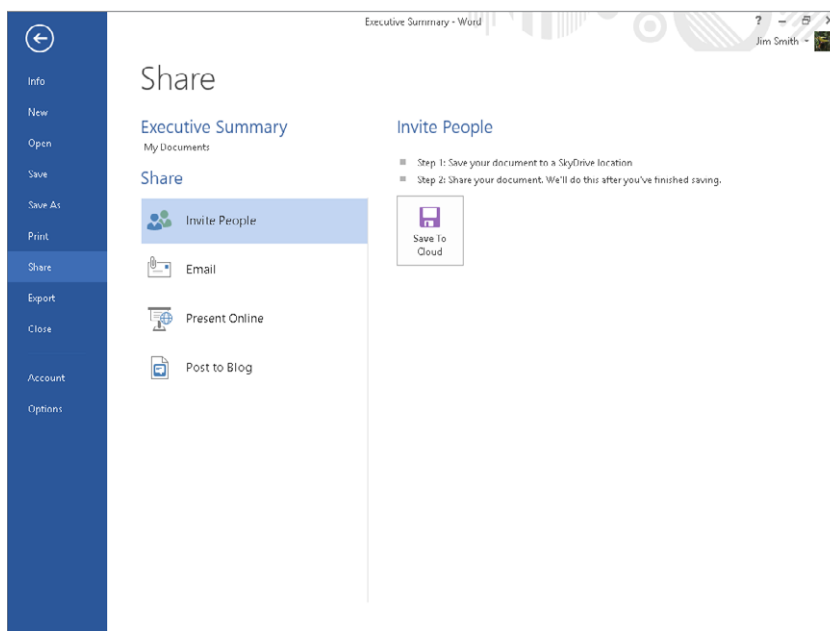 Executive Summary - Word
?
Jim Smith
Info
New
Open
Save
Save As
Print
Share
Export
Close
Account
Options
Share
Executive Summary
My Documents
Share
Invite People
Email
Present Online
Post to Blog
Invite People
Step 1: Save your document to a SkyDrive location
Step 2: Share your document. We'll do this after you've finished saving.
Save To
Cloud